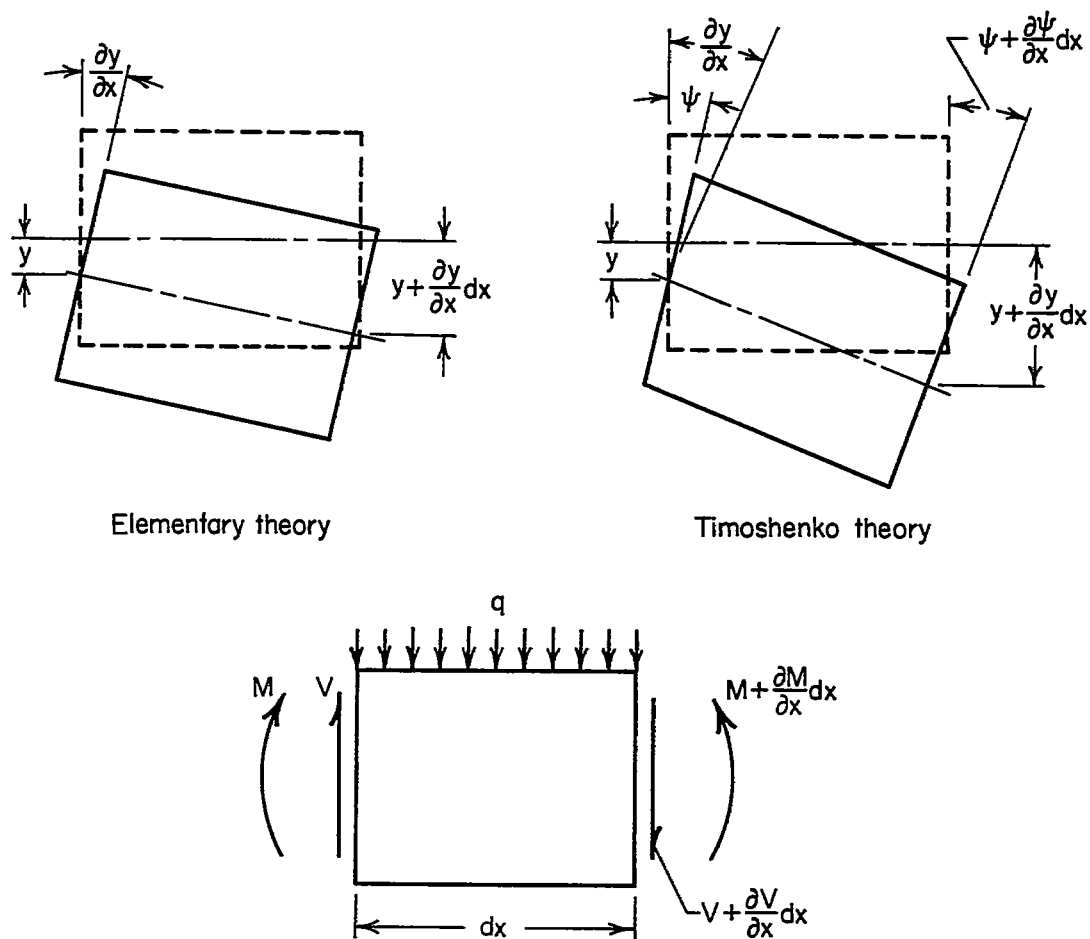 ∂y/∂x
y
y+∂y/∂x dx
Elementary theory
∂y/∂x
ψ
ψ+∂ψ/∂x dx
y
y+∂y/∂x dx
Timoshenko theory
q
M
V
M+∂M/∂x dx
V+∂V/∂x dx
dx